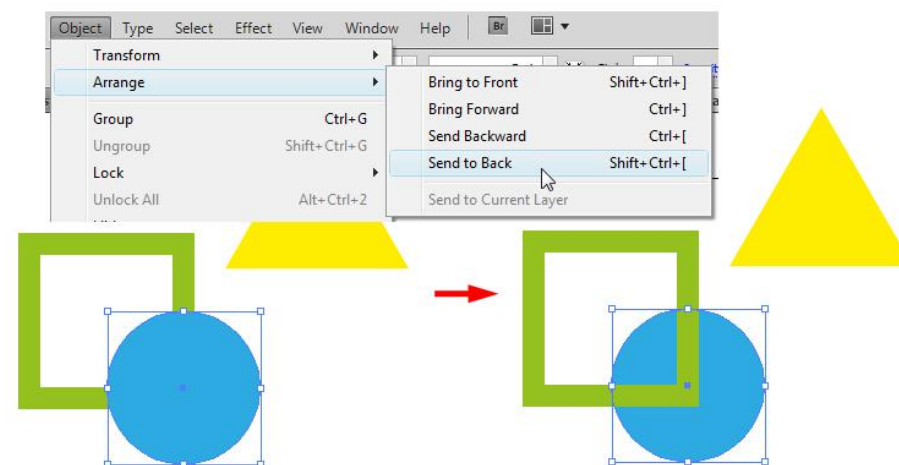 Object Type Select Effect View Window Help Br
Transform
Arrange
Group Ctrl+G
Ungroup Shift+Ctrl+G
Lock
Unlock All Alt+Ctrl+2
Bring to Front Shift+Ctrl+]
Bring Forward Ctrl+]
Send Backward Ctrl+[
Send to Back Shift+Ctrl+[
Send to Current Layer